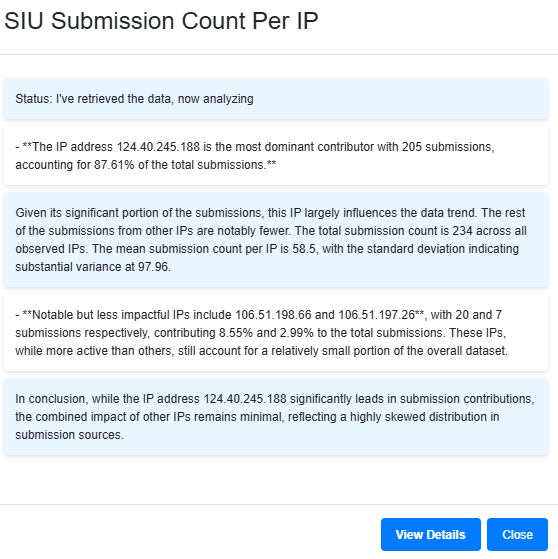 SIU Submission Count Per IP
Status: I've retrieved the data, now analyzing
- **The IP address 124.40.245.188 is the most dominant contributor with 205 submissions,
accounting for 87.61% of the total submissions.**
Given its significant portion of the submissions, this IP largely influences the data trend. The rest
of the submissions from other IPs are notably fewer. The total submission count is 234 across all
observed IPs. The mean submission count per IP is 58.5, with the standard deviation indicating
substantial variance at 97.96.
- **Notable but less impactful IPs include 106.51.198.66 and 106.51.197.26**, with 20 and 7
submissions respectively, contributing 8.55% and 2.99% to the total submissions. These IPs,
while more active than others, still account for a relatively small portion of the overall dataset.
In conclusion, while the IP address 124.40.245.188 significantly leads in submission contributions,
the combined impact of other IPs remains minimal, reflecting a highly skewed distribution in
submission sources.
View Details
Close